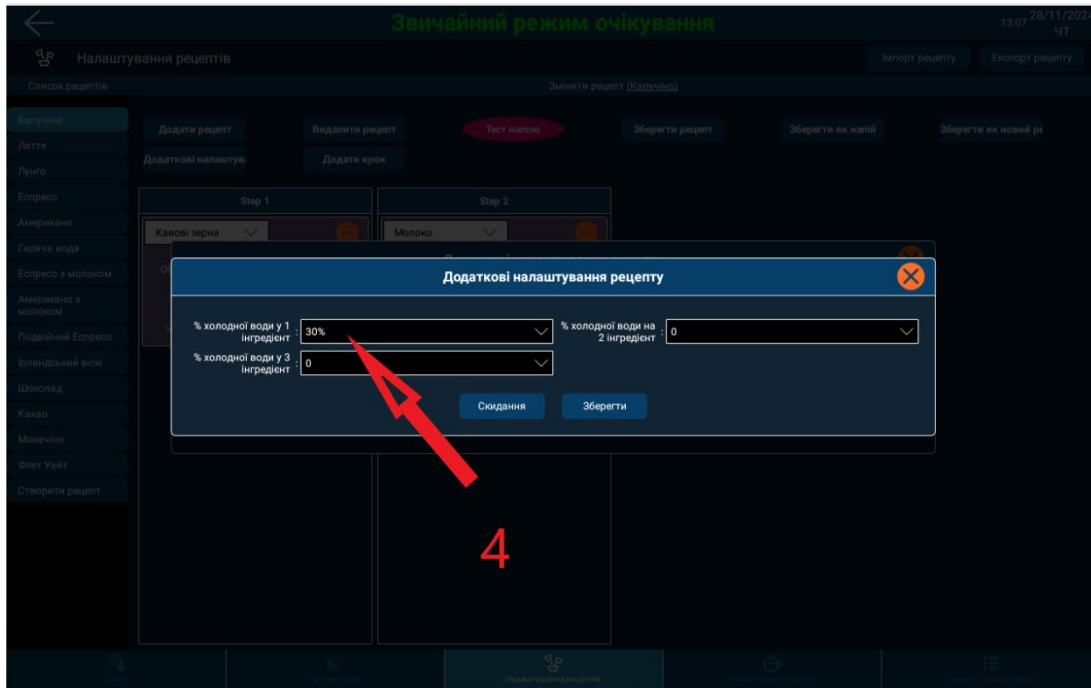 Звичайний режим очікування
13:07 28/11/2024
ЧТ
Налаштування рецептів
Імпорт рецепту
Експорт рецепту
Список рецептів
Змінити рецепт (Капучіно)
Капучіно
Латте
Лунго
Еспресо
Американо
Гаряча вода
Еспресо з молоком
Американо з
молоком
Подвійний Еспресо
Ірландський віскі
Шоколад
Какао
Мокачіно
Флет Уайт
Створити рецепт
Додати рецепт
Видалити рецепт
Тест напою
Зберегти рецепт
Зберегти як напій
Зберегти як новий ре
Додаткові налаштув
Додати крок
Step 1
Step 2
Кавові зерна
Молоко
Додаткові налаштування рецепту
% холодної води у 1
інгредієнт : 30%
% холодної води на
2 інгредієнт : 0
% холодної води у 3
інгредієнт : 0
Скидання
Зберегти
4
Статус
Налаштування рецептів